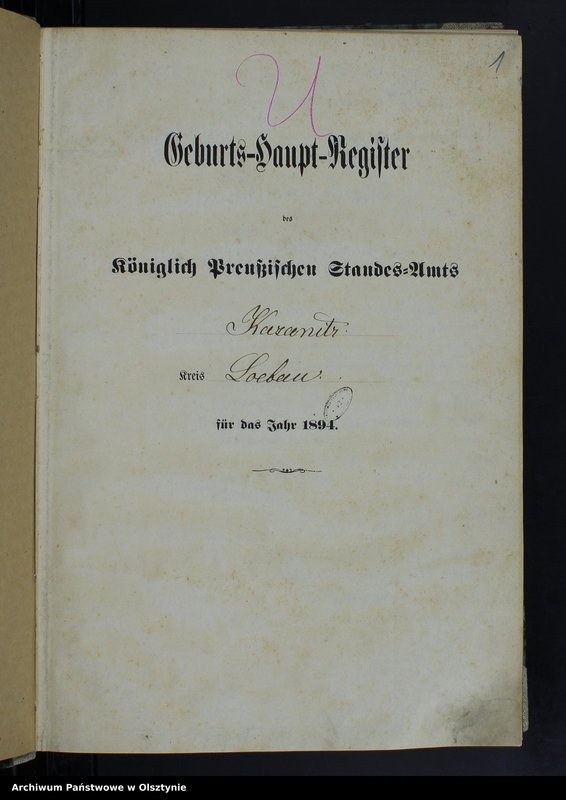 1
U
Geburts-Haupt-Register
des
Königlich Preußischen Standes-Amts
Kazanitz.
Kreis Loebau.
für das Jahr 1894.
Archiwum Państwowe w Olsztynie